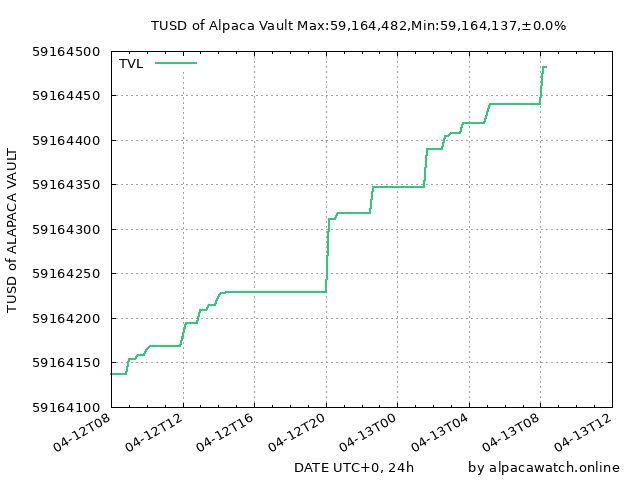 TUSD of Alpaca Vault Max:59,164,482,Min:59,164,137,±0.0%
TVL
59164500
59164450
59164400
59164350
59164300
59164250
59164200
59164150
59164100
TUSD of ALAPACA VAULT
04-12T08
04-12T12
04-12T16
04-12T20
04-13T00
04-13T04
04-13T08
04-13T12
DATE UTC+0, 24h
by alpacawatch.online